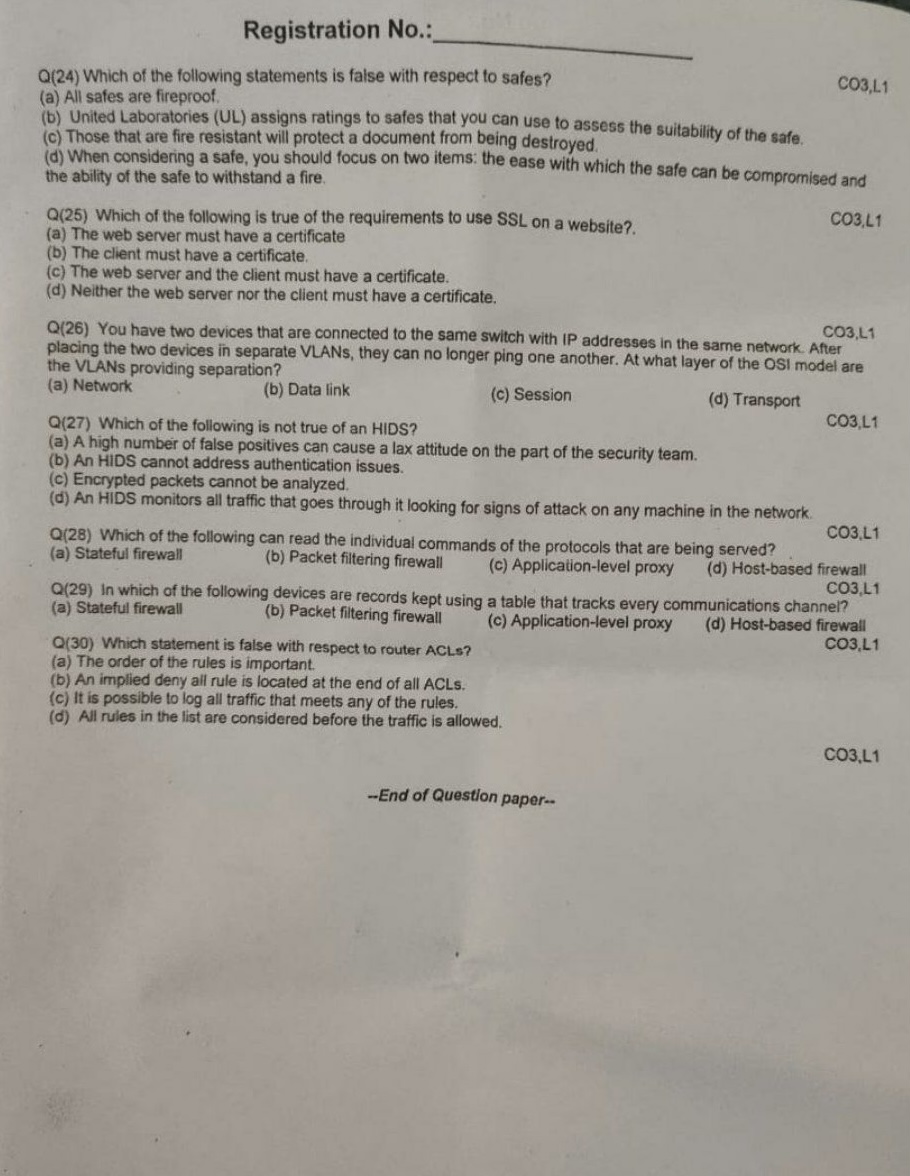 Registration No.:
Q(24) Which of the following statements is false with respect to safes? CO3,L1
(a) All safes are fireproof.
(b) United Laboratories (UL) assigns ratings to safes that you can use to assess the suitability of the safe.
(c) Those that are fire resistant will protect a document from being destroyed.
(d) When considering a safe, you should focus on two items: the ease with which the safe can be compromised and
the ability of the safe to withstand a fire.
Q(25) Which of the following is true of the requirements to use SSL on a website?. CO3,L1
(a) The web server must have a certificate
(b) The client must have a certificate.
(c) The web server and the client must have a certificate.
(d) Neither the web server nor the client must have a certificate.
CO3,L1
Q(26) You have two devices that are connected to the same switch with IP addresses in the same network. After
placing the two devices in separate VLANs, they can no longer ping one another. At what layer of the OSI model are
the VLANs providing separation?
(a) Network (b) Data link (c) Session (d) Transport
Q(27) Which of the following is not true of an HIDS? CO3,L1
(a) A high number of false positives can cause a lax attitude on the part of the security team.
(b) An HIDS cannot address authentication issues.
(c) Encrypted packets cannot be analyzed.
(d) An HIDS monitors all traffic that goes through it looking for signs of attack on any machine in the network.
Q(28) Which of the following can read the individual commands of the protocols that are being served? CO3,L1
(a) Stateful firewall (b) Packet filtering firewall (c) Application-level proxy (d) Host-based firewall
CO3,L1
Q(29) In which of the following devices are records kept using a table that tracks every communications channel?
(a) Stateful firewall (b) Packet filtering firewall (c) Application-level proxy (d) Host-based firewall
Q(30) Which statement is false with respect to router ACLs? CO3,L1
(a) The order of the rules is important.
(b) An implied deny all rule is located at the end of all ACLs.
(c) It is possible to log all traffic that meets any of the rules.
(d) All rules in the list are considered before the traffic is allowed.
CO3,L1
--End of Question paper--